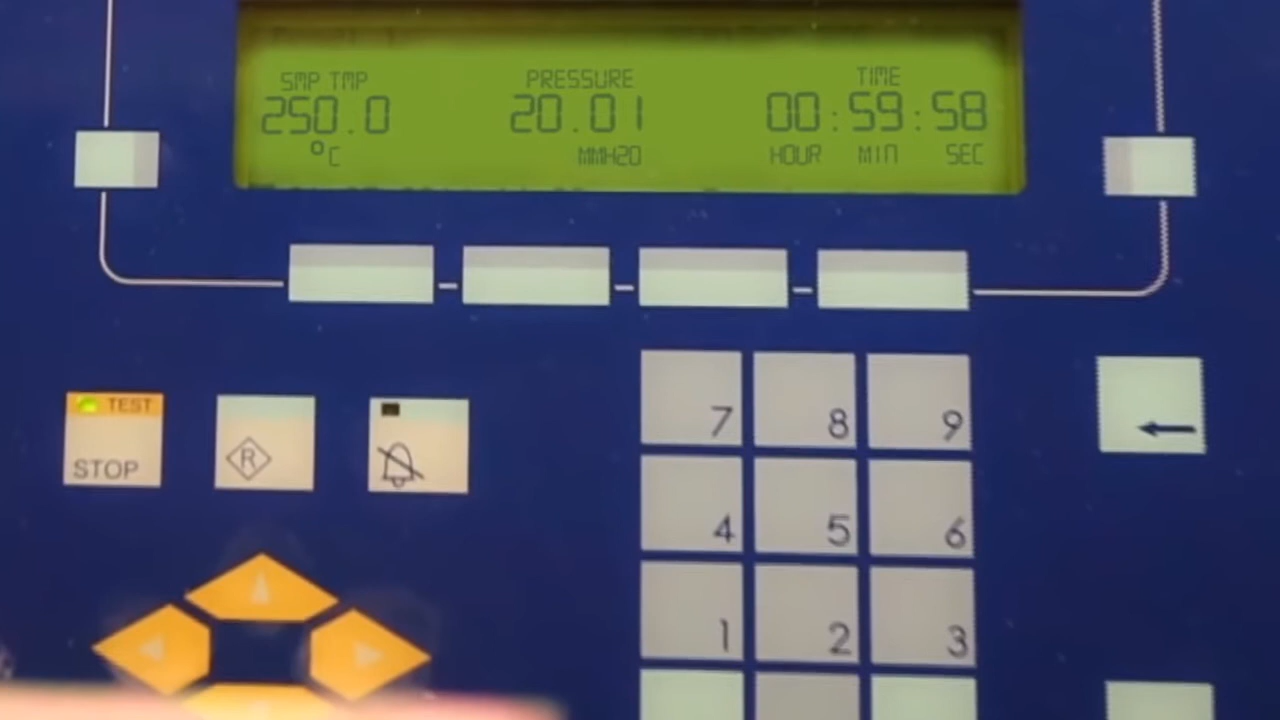 SMP TMP PRESSURE TIME
250.0 20.01 00:59:58
°C MMH2O HOUR MIN SEC
7 8 9
TEST
STOP R
4 5 6
1 2 3